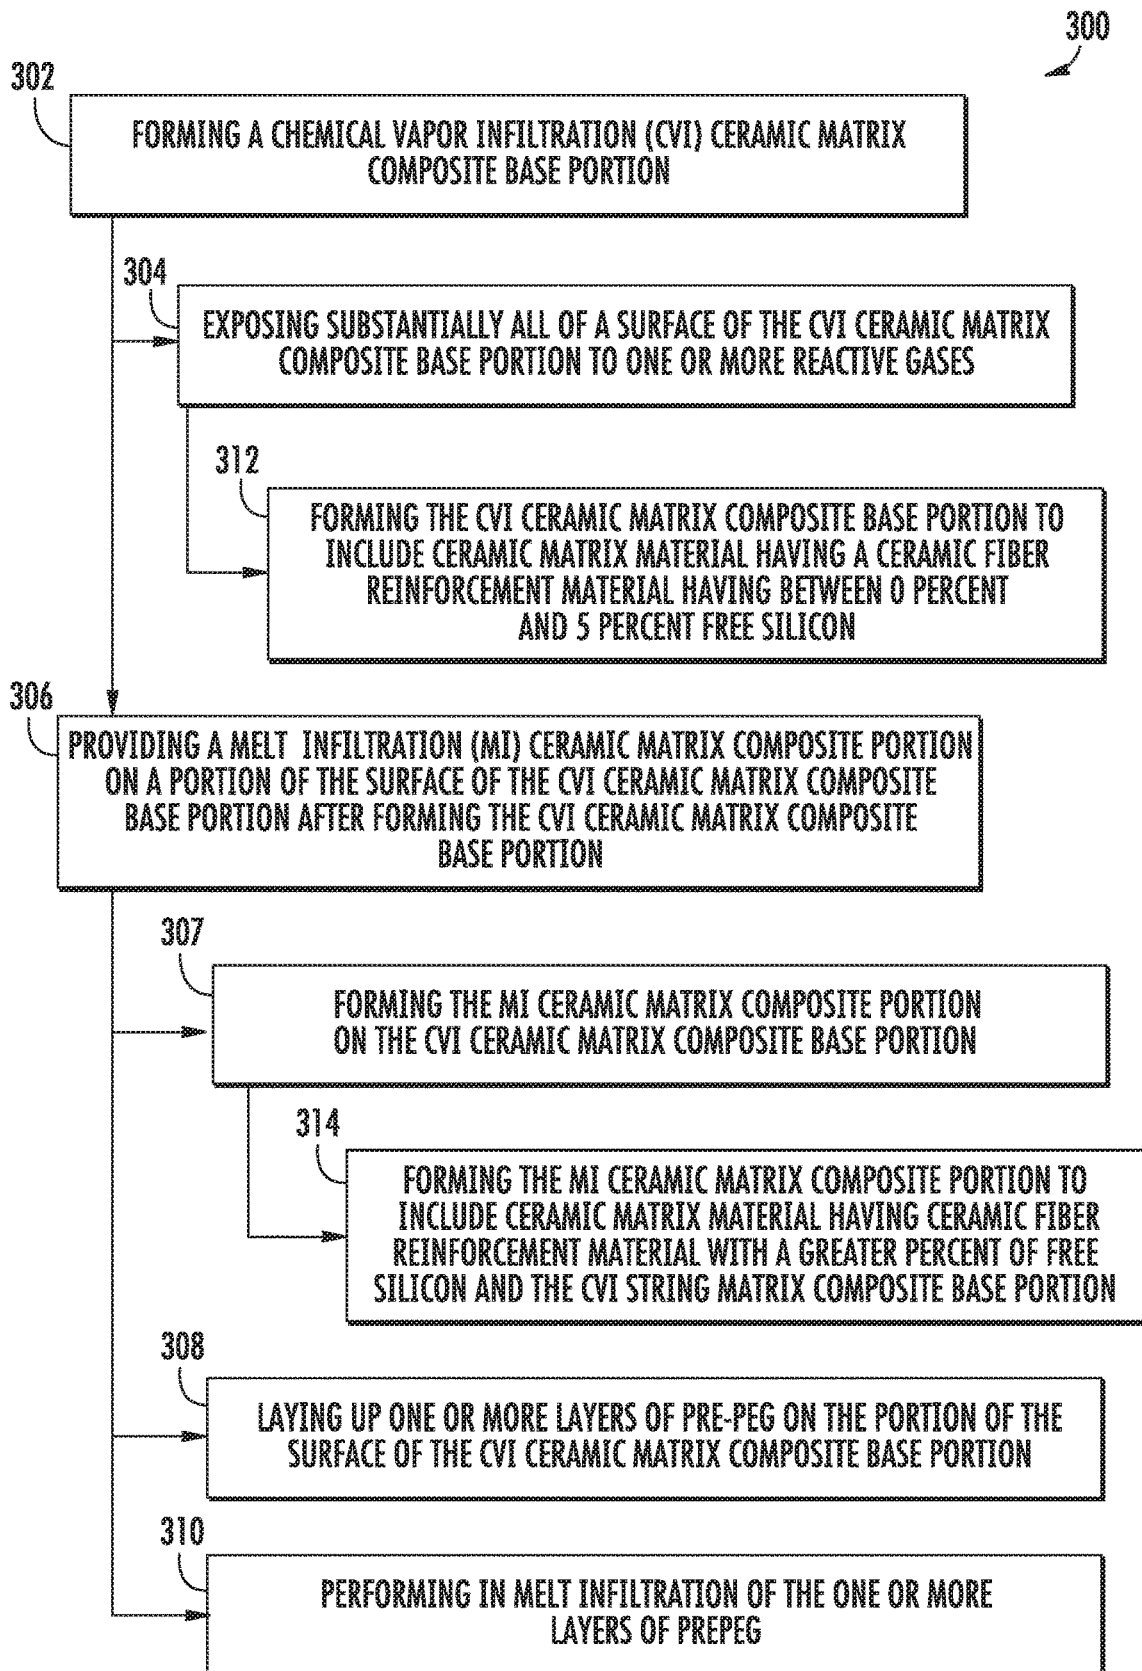 300
302
FORMING A CHEMICAL VAPOR INFILTRATION (CVI) CERAMIC MATRIX
COMPOSITE BASE PORTION
304
EXPOSING SUBSTANTIALLY ALL OF A SURFACE OF THE CVI CERAMIC MATRIX
COMPOSITE BASE PORTION TO ONE OR MORE REACTIVE GASES
312
FORMING THE CVI CERAMIC MATRIX COMPOSITE BASE PORTION TO
INCLUDE CERAMIC MATRIX MATERIAL HAVING A CERAMIC FIBER
REINFORCEMENT MATERIAL HAVING BETWEEN 0 PERCENT
AND 5 PERCENT FREE SILICON
306
PROVIDING A MELT INFILTRATION (MI) CERAMIC MATRIX COMPOSITE PORTION
ON A PORTION OF THE SURFACE OF THE CVI CERAMIC MATRIX COMPOSITE
BASE PORTION AFTER FORMING THE CVI CERAMIC MATRIX COMPOSITE
BASE PORTION
307
FORMING THE MI CERAMIC MATRIX COMPOSITE PORTION
ON THE CVI CERAMIC MATRIX COMPOSITE BASE PORTION
314
FORMING THE MI CERAMIC MATRIX COMPOSITE PORTION TO
INCLUDE CERAMIC MATRIX MATERIAL HAVING CERAMIC FIBER
REINFORCEMENT MATERIAL WITH A GREATER PERCENT OF FREE
SILICON AND THE CVI STRING MATRIX COMPOSITE BASE PORTION
308
LAYING UP ONE OR MORE LAYERS OF PRE-PEG ON THE PORTION OF THE
SURFACE OF THE CVI CERAMIC MATRIX COMPOSITE BASE PORTION
310
PERFORMING IN MELT INFILTRATION OF THE ONE OR MORE
LAYERS OF PREPEG